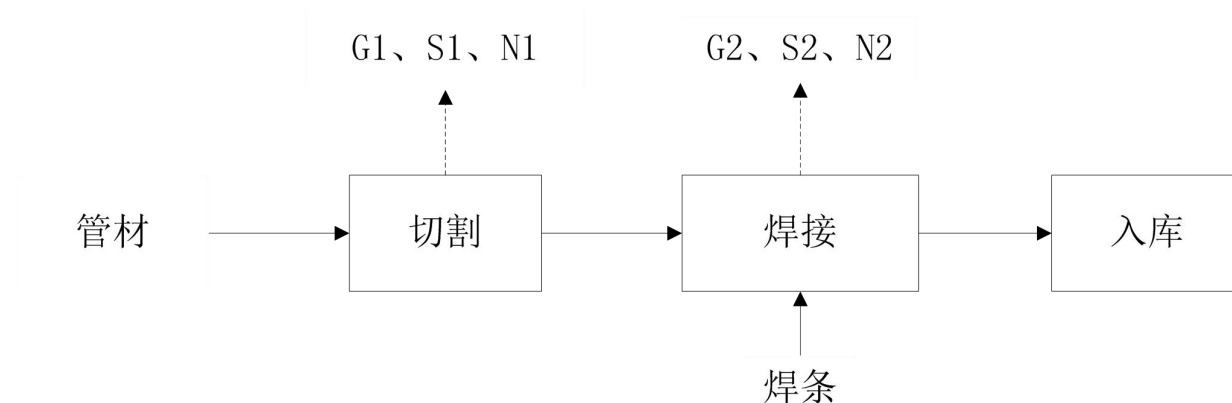 G1、S1、N1
G2、S2、N2
管材
切割
焊接
入库
焊条